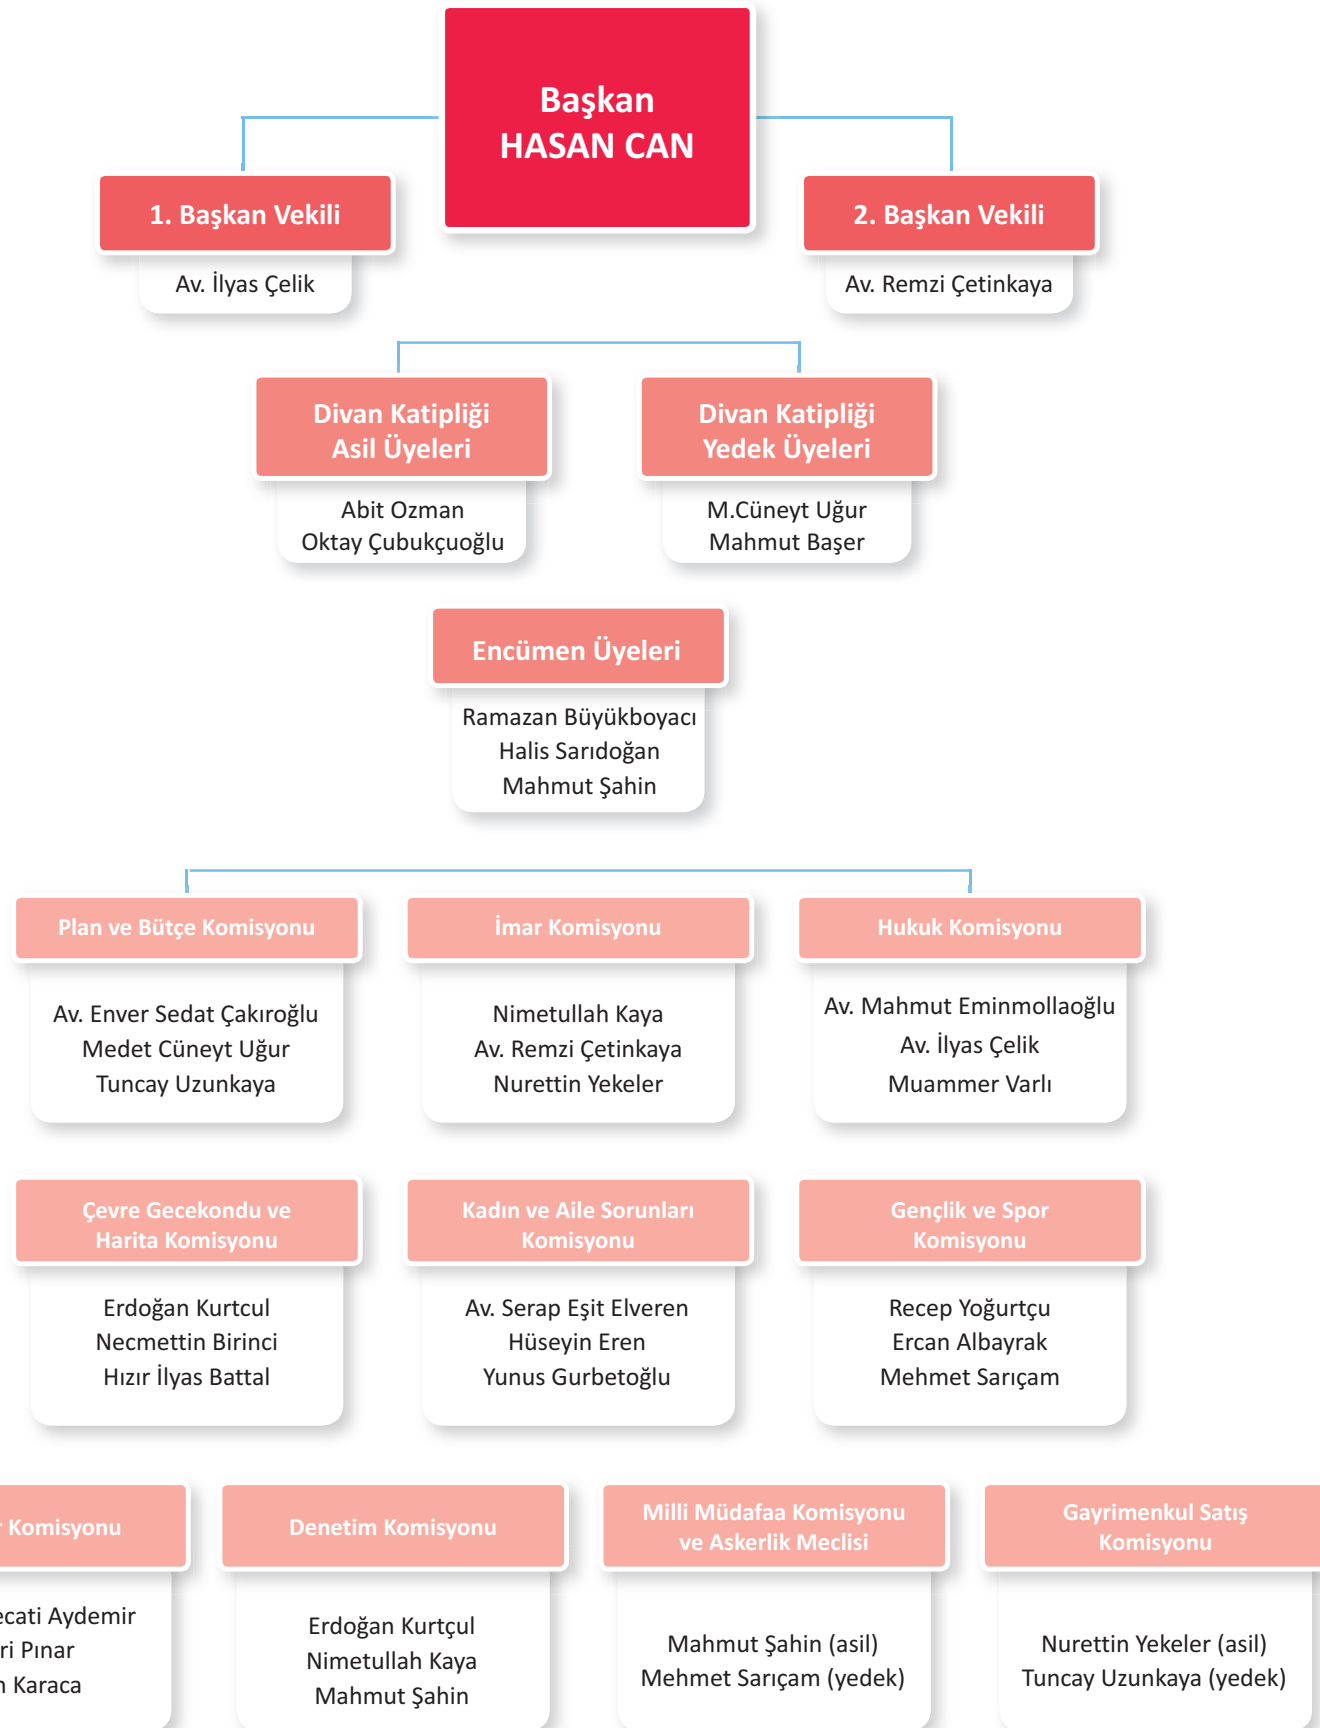 Başkan
HASAN CAN
1. Başkan Vekili
Av. İlyas Çelik
2. Başkan Vekili
Av. Remzi Çetinkaya
Divan Katipliği
Asil Üyeleri
Abit Ozman
Oktay Çubukçuoğlu
Divan Katipliği
Yedek Üyeleri
M.Cüneyt Uğur
Mahmut Başer
Encümen Üyeleri
Ramazan Büyükboyacı
Halis Sarıdoğan
Mahmut Şahin
Plan ve Bütçe Komisyonu
Av. Enver Sedat Çakıroğlu
Medet Cüneyt Uğur
Tuncay Uzunkaya
İmar Komisyonu
Nimetullah Kaya
Av. Remzi Çetinkaya
Nurettin Yekeler
Hukuk Komisyonu
Av. Mahmut Eminmollaoğlu
Av. İlyas Çelik
Muammer Varlı
Çevre Gecekondu ve
Harita Komisyonu
Erdoğan Kurtcul
Necmettin Birinci
Hızır İlyas Battal
Kadın ve Aile Sorunları
Komisyonu
Av. Serap Eşit Elveren
Hüseyin Eren
Yunus Gurbetoğlu
Gençlik ve Spor
Komisyonu
Recep Yoğurtçu
Ercan Albayrak
Mehmet Sarıçam
Komisyonu
Aydemir
Pınar
Karaca
Denetim Komisyonu
Erdoğan Kurtçul
Nimetullah Kaya
Mahmut Şahin
Milli Müdafaa Komisyonu
ve Askerlik Meclisi
Mahmut Şahin (asil)
Mehmet Sarıçam (yedek)
Gayrimenkul Satış
Komisyonu
Nurettin Yekeler (asil)
Tuncay Uzunkaya (yedek)